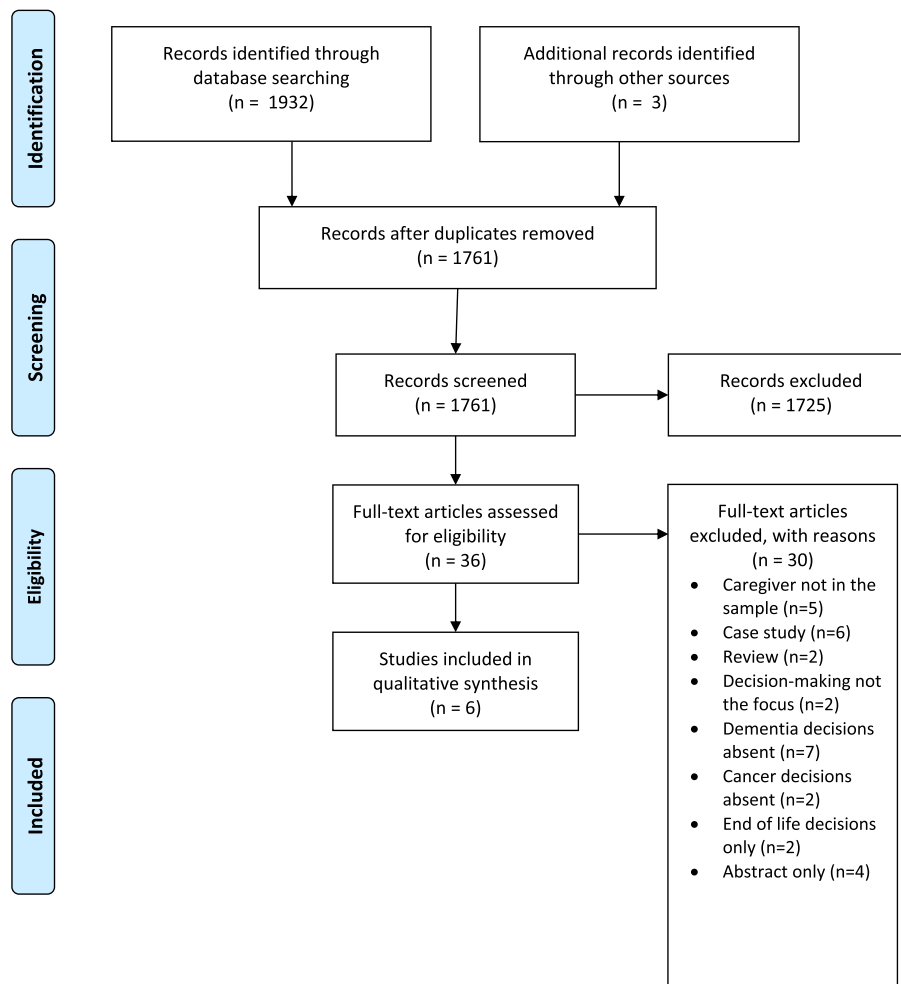 Identification
Records identified through
database searching
(n =  1932)
Additional records identified
through other sources
(n =  3)
Records after duplicates removed
(n = 1761)
Screening
Records screened
(n = 1761)
Records excluded
(n = 1725)
Eligibility
Full-text articles assessed
for eligibility
(n = 36)
Full-text articles
excluded, with reasons
(n = 30)
• Caregiver not in the
sample (n=5)
• Case study (n=6)
• Review (n=2)
• Decision-making not
the focus (n=2)
• Dementia decisions
absent (n=7)
• Cancer decisions
absent (n=2)
• End of life decisions
only (n=2)
• Abstract only (n=4)
Studies included in
qualitative synthesis
(n = 6)
Included